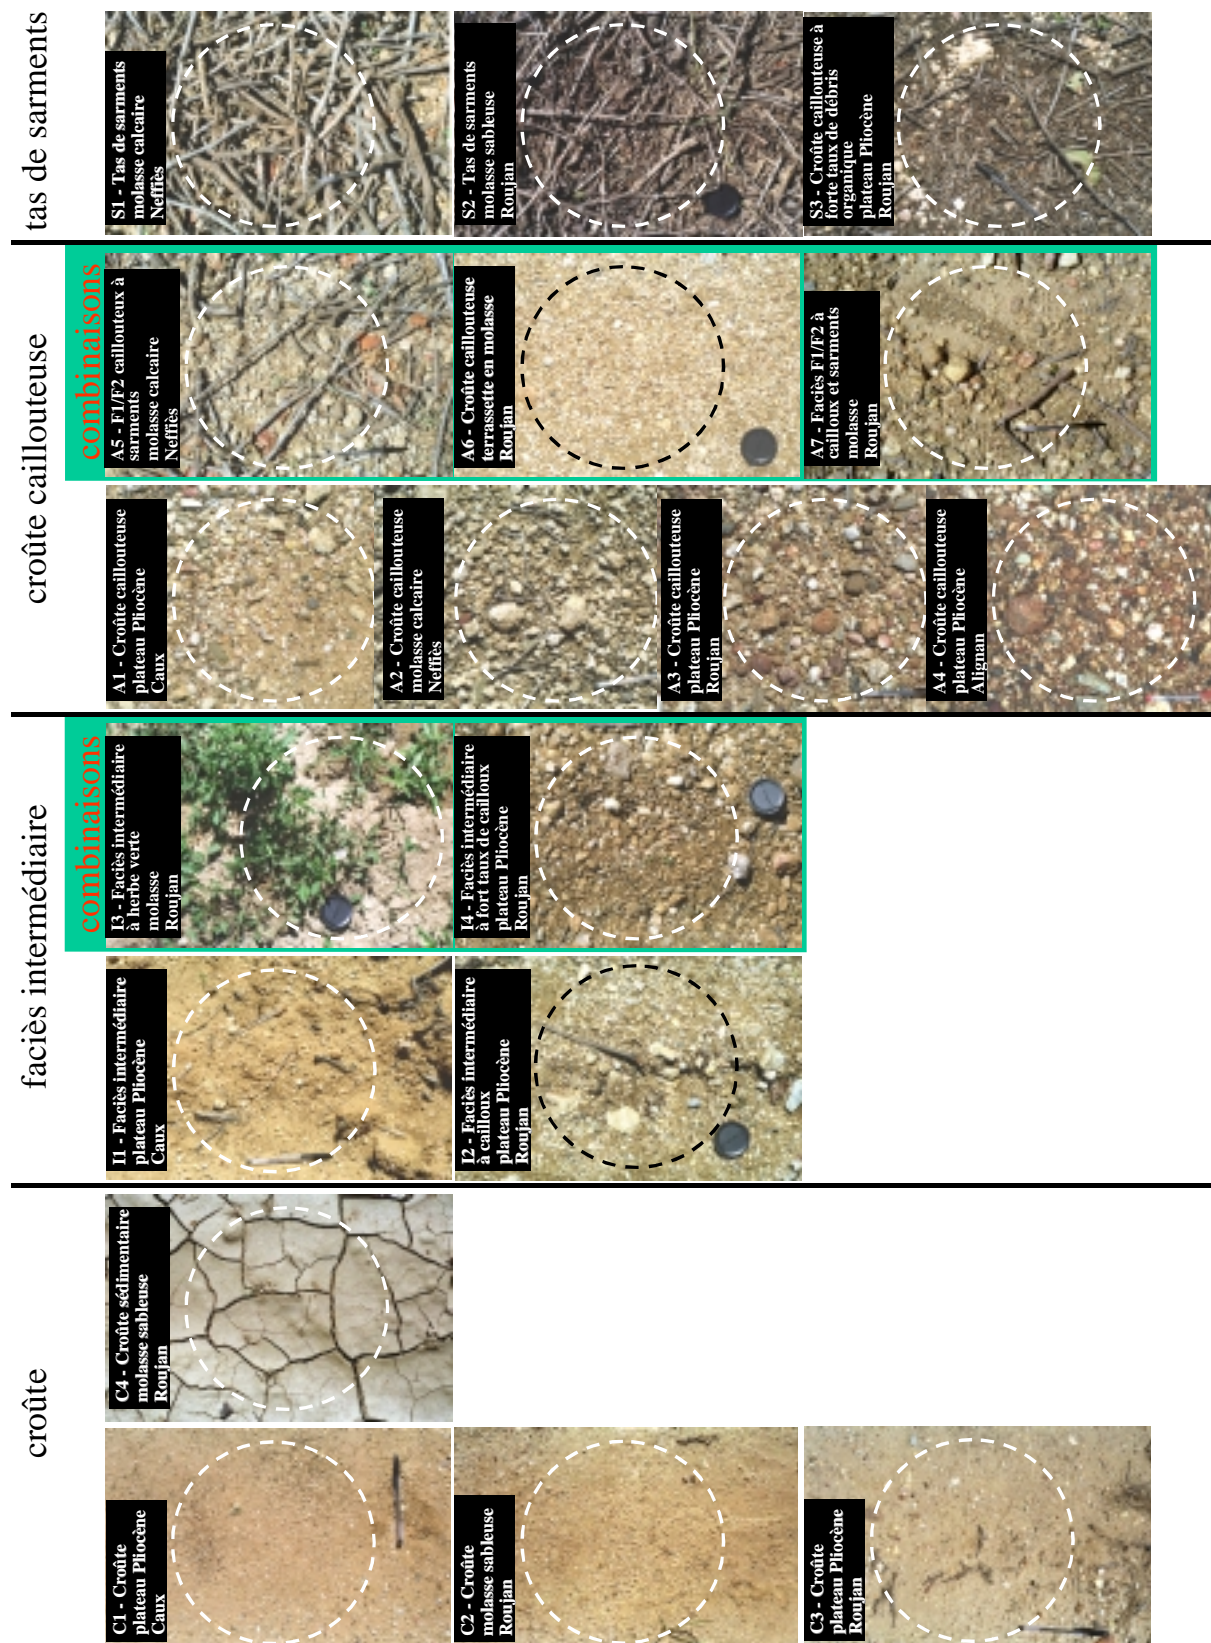 croûte
C1 - Croûte
plateau Pliocène
Caux
C2 - Croûte
molasse sableuse
Roujan
C3 - Croûte
plateau Pliocène
Roujan
C4 - Croûte sédimentaire
molasse sableuse
Roujan
faciès intermédiaire
I1 - Faciès intermédiaire
plateau Pliocène
Caux
I2 - Faciès intermédiaire
à cailloux
plateau Pliocène
Roujan
combinaisons
I3 - Faciès intermédiaire
à herbe verte
molasse
Roujan
I4 - Faciès intermédiaire
à fort taux de cailloux
plateau Pliocène
Roujan
croûte caillouteuse
A1 - Croûte caillouteuse
plateau Pliocène
Caux
A2 - Croûte caillouteuse
molasse calcaire
Neffiès
A3 - Croûte caillouteuse
plateau Pliocène
Roujan
A4 - Croûte caillouteuse
plateau Pliocène
Alignan
combinaisons
A5 - F1/F2 caillouteux à
sarments
molasse calcaire
Neffiès
A6 - Croûte caillouteuse
terrassette en molasse
Roujan
A7 - Faciès F1/F2 à
cailloux et sarments
molasse
Roujan
tas de sarments
S1 - Tas de sarments
molasse calcaire
Neffiès
S2 - Tas de sarments
molasse sableuse
Roujan
S3 - Croûte caillouteuse à
forte taux de débris
organique
plateau Pliocène
Roujan